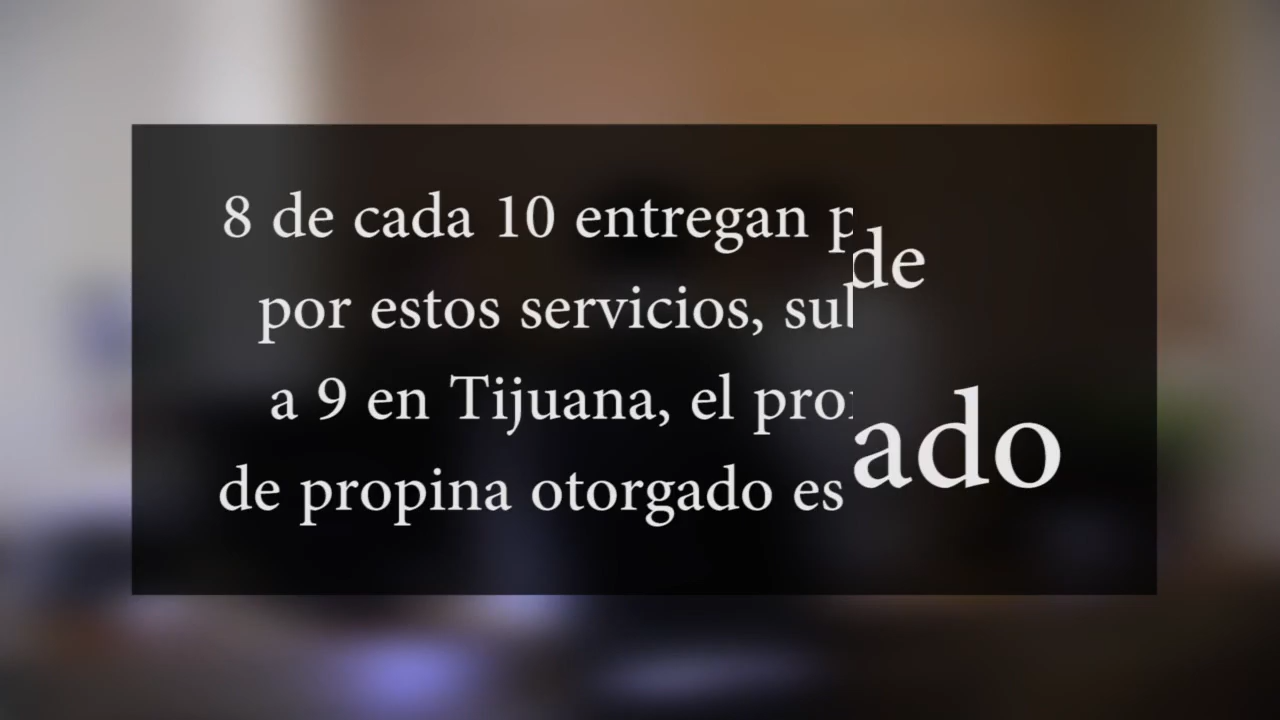 8 de cada 10 entregan
por estos servicios,
a 9 en Tijuana, el
de propina otorgado es
de
ado